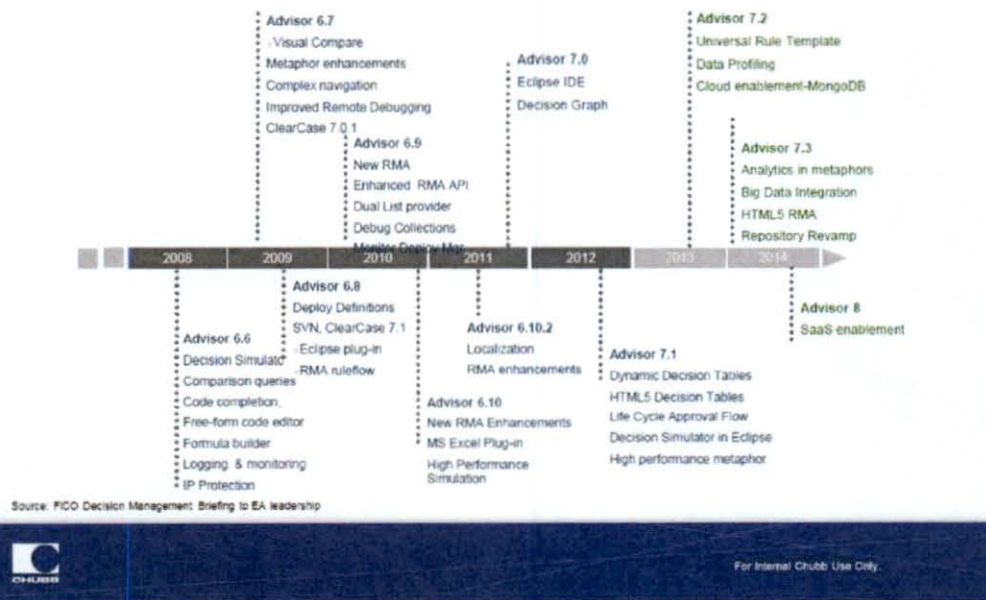 Advisor 6.7
Visual Compare
Metaphor enhancements
Complex navigation
Improved Remote Debugging
ClearCase 7.0.1
Advisor 6.9
New RMA
Enhanced RMA API
Dual List provider
Debug Collections
Monitor Deploy Mgr
Advisor 7.0
Eclipse IDE
Decision Graph
Advisor 7.2
Universal Rule Template
Data Profiling
Cloud enablement-MongoDB
Advisor 7.3
Analytics in metaphors
Big Data Integration
HTML5 RMA
Repository Revamp
2008 2009 2010 2011 2012 2013 2014
Advisor 6.6
Decision Simulato
Comparison queries
Code completion,
Free-form code editor
Formula builder
Logging & monitoring
IP Protection
Advisor 6.8
Deploy Definitions
SVN, ClearCase 7.1
Eclipse plug-in
RMA ruleflow
Advisor 6.10
New RMA Enhancements
MS Excel Plug-in
High Performance
Simulation
Advisor 6.10.2
Localization
RMA enhancements
Advisor 7.1
Dynamic Decision Tables
HTML5 Decision Tables
Life Cycle Approval Flow
Decision Simulator in Eclipse
High performance metaphor
Advisor 8
SaaS enablement
Source: FICO Decision Management Briefing to EA leadership
CHUBB
For Internal Chubb Use Only.